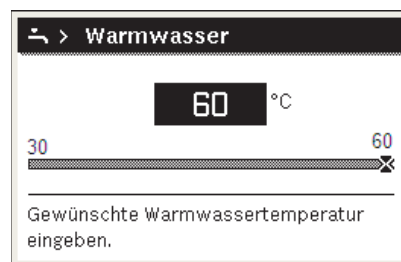 > Warmwasser
60 °C
30 60
Gewünschte Warmwassertemperatur
eingeben.